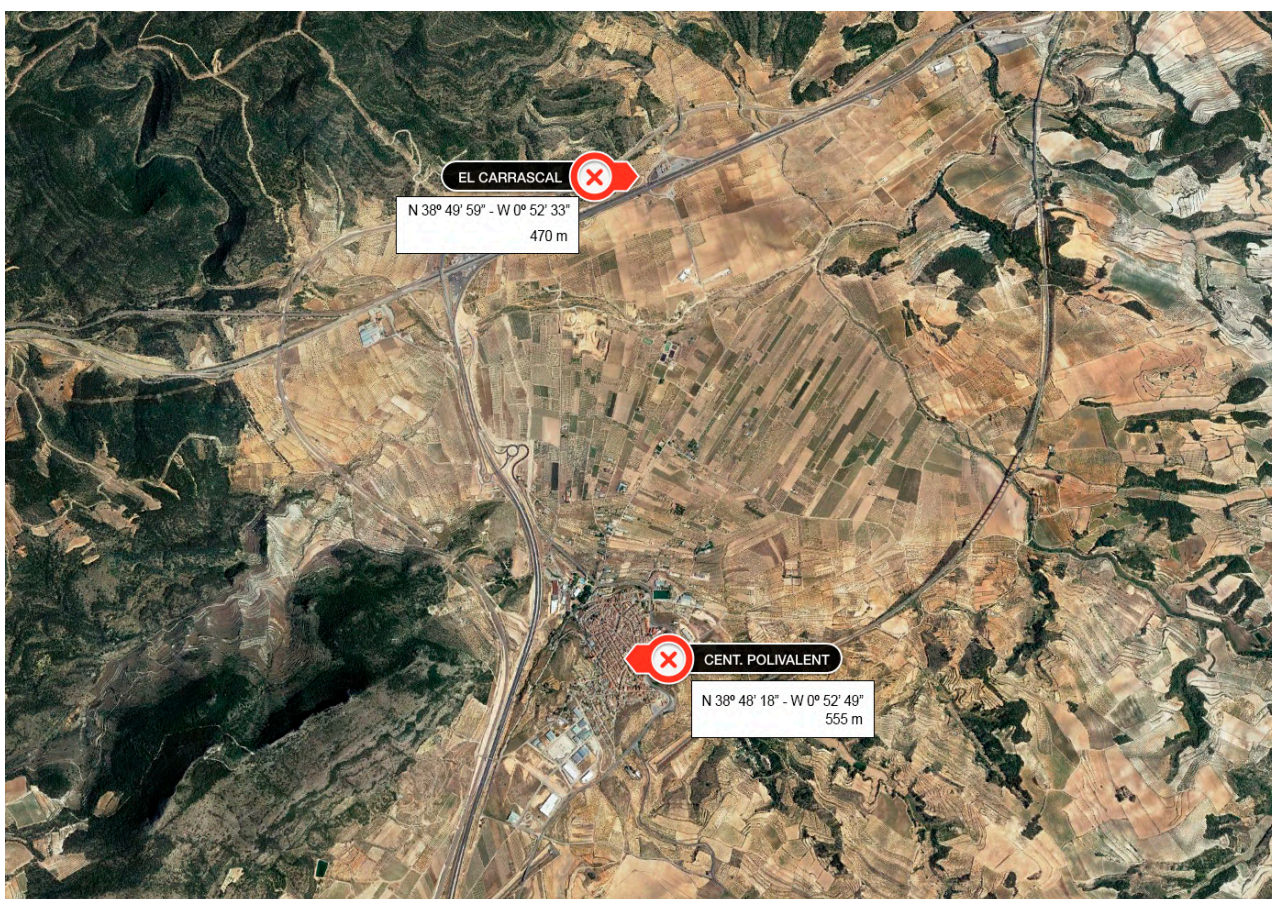 EL CARRASCAL
N 38º 49’ 59” - W 0º 52’ 33”
470 m
CENT. POLIVALENT
N 38º 48’ 18” - W 0º 52’ 49”
555 m